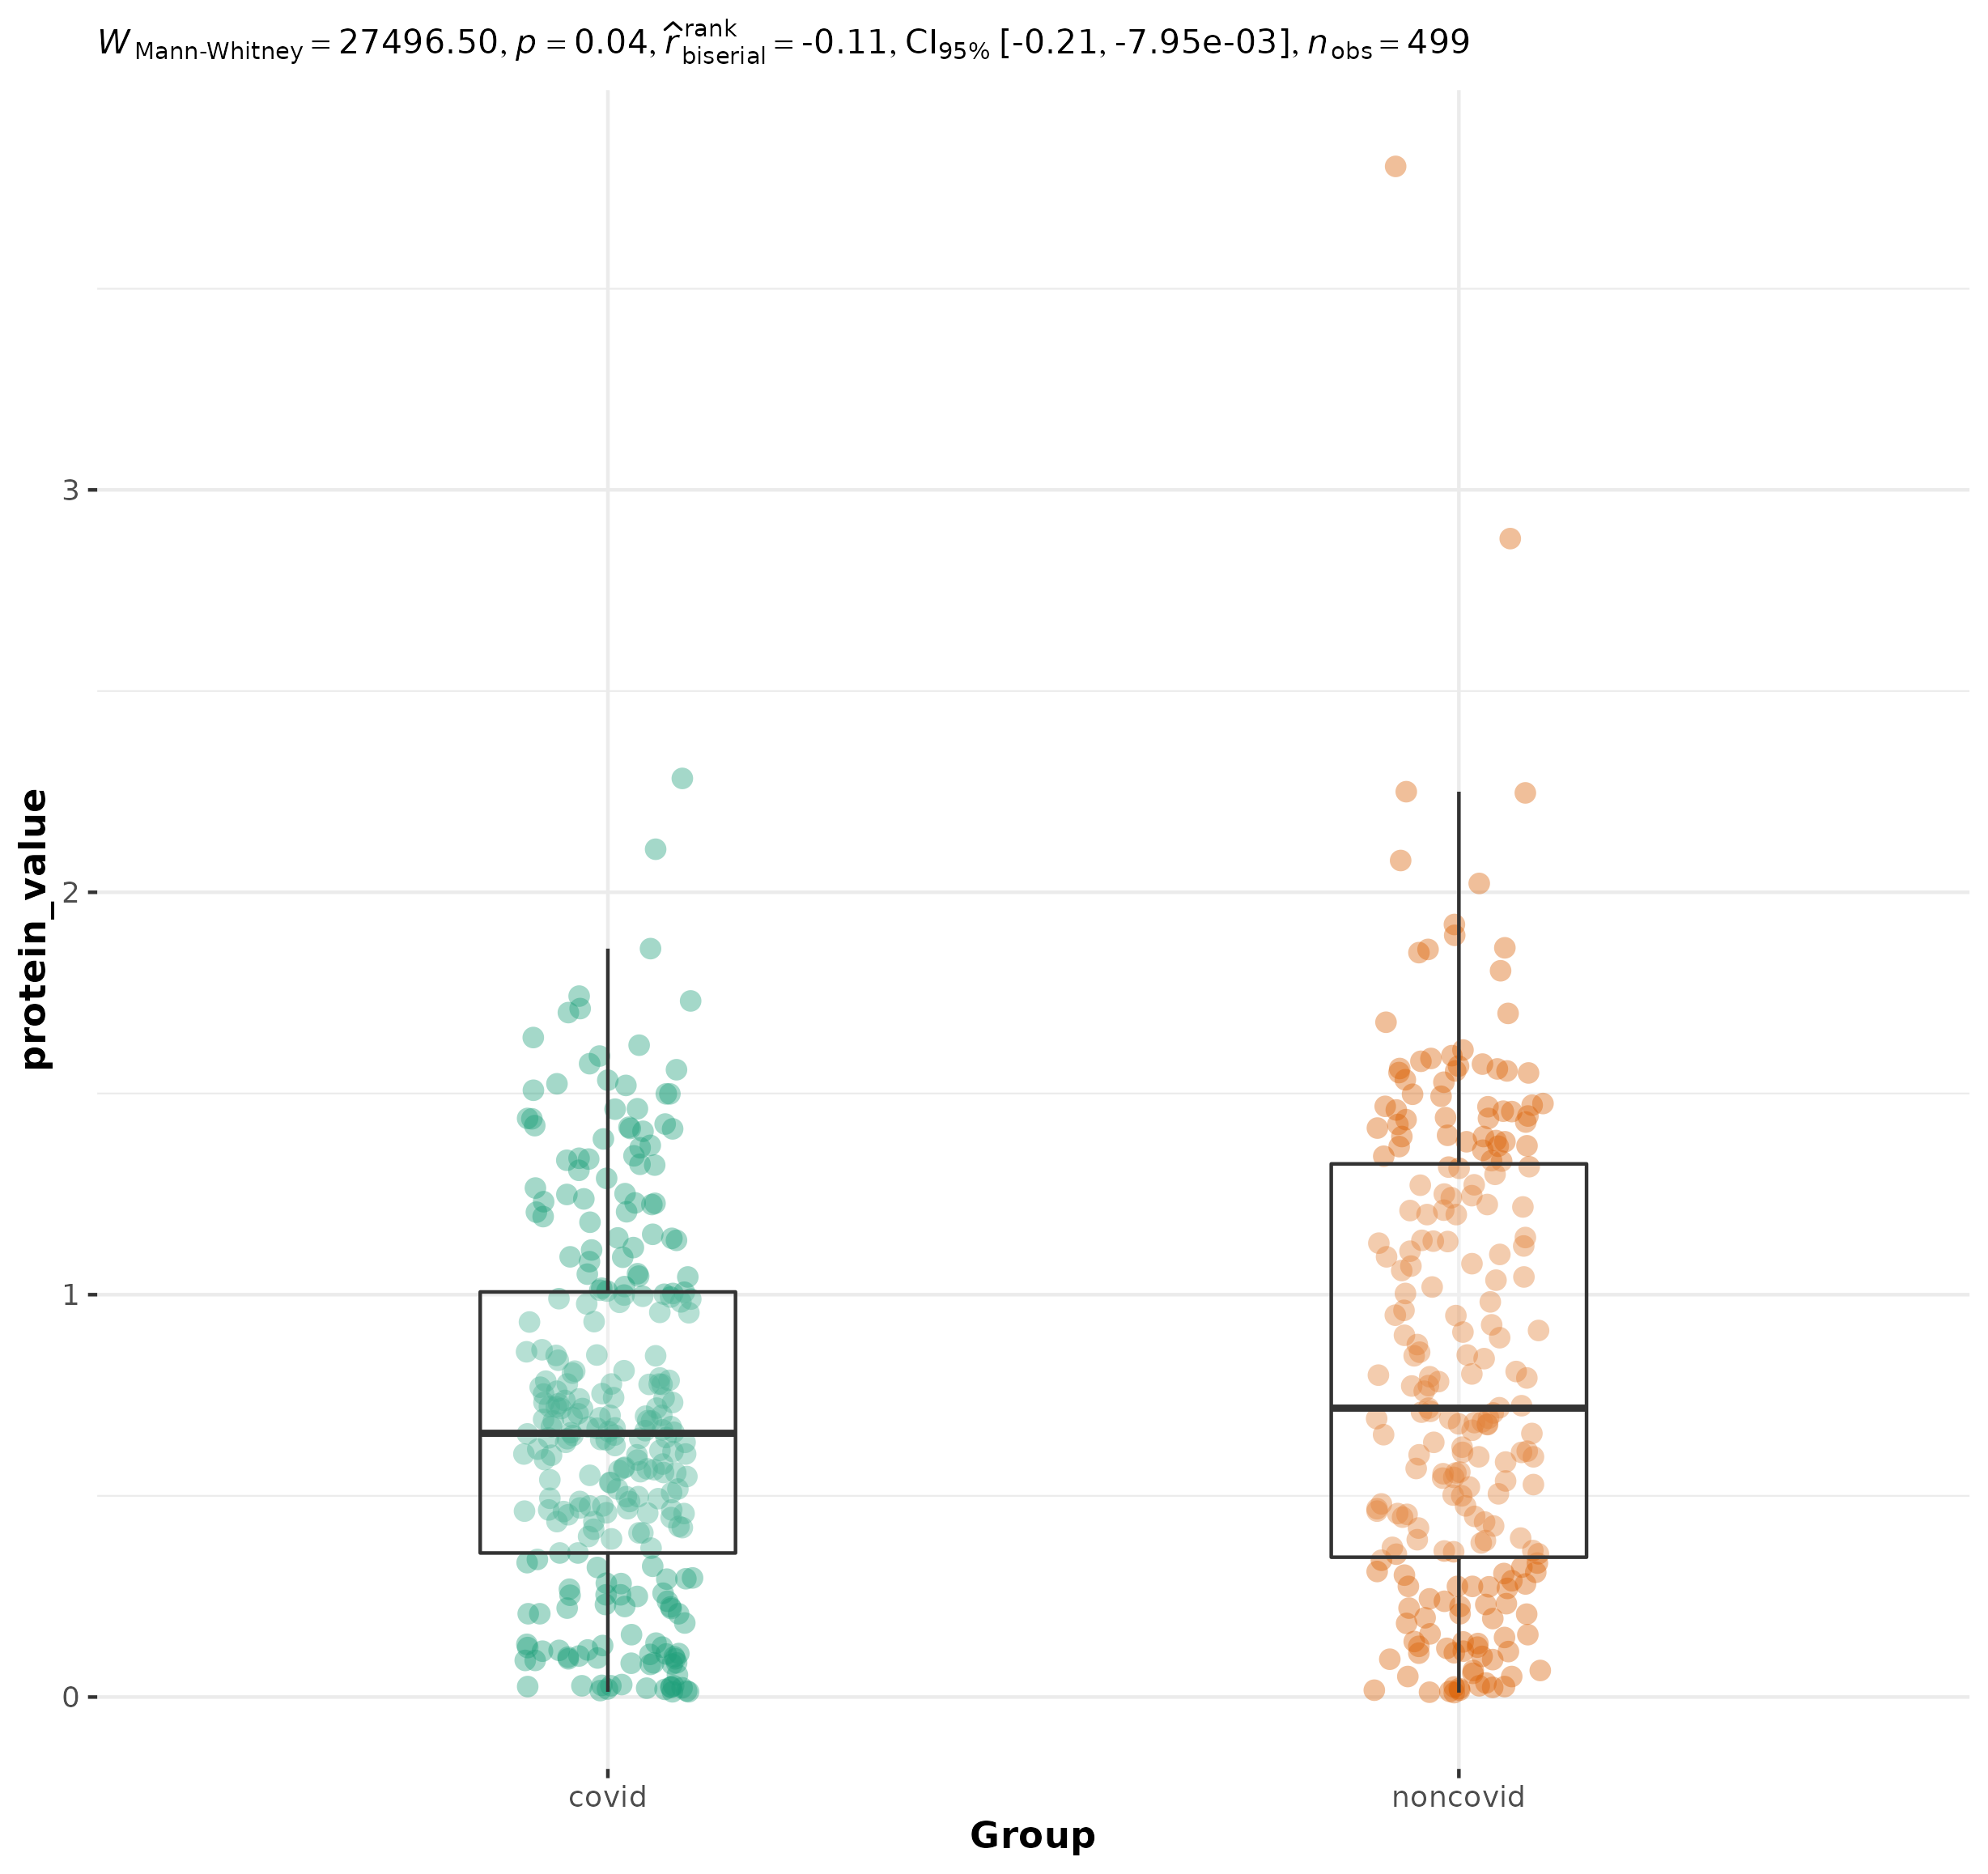 W Mann-Whitney = 27496.50, p = 0.04, r̂ rank biserial = -0.11, CI95% [-0.21, -7.95e-03], nobs = 499
3
2
1
0
protein_value
covid noncovid
Group